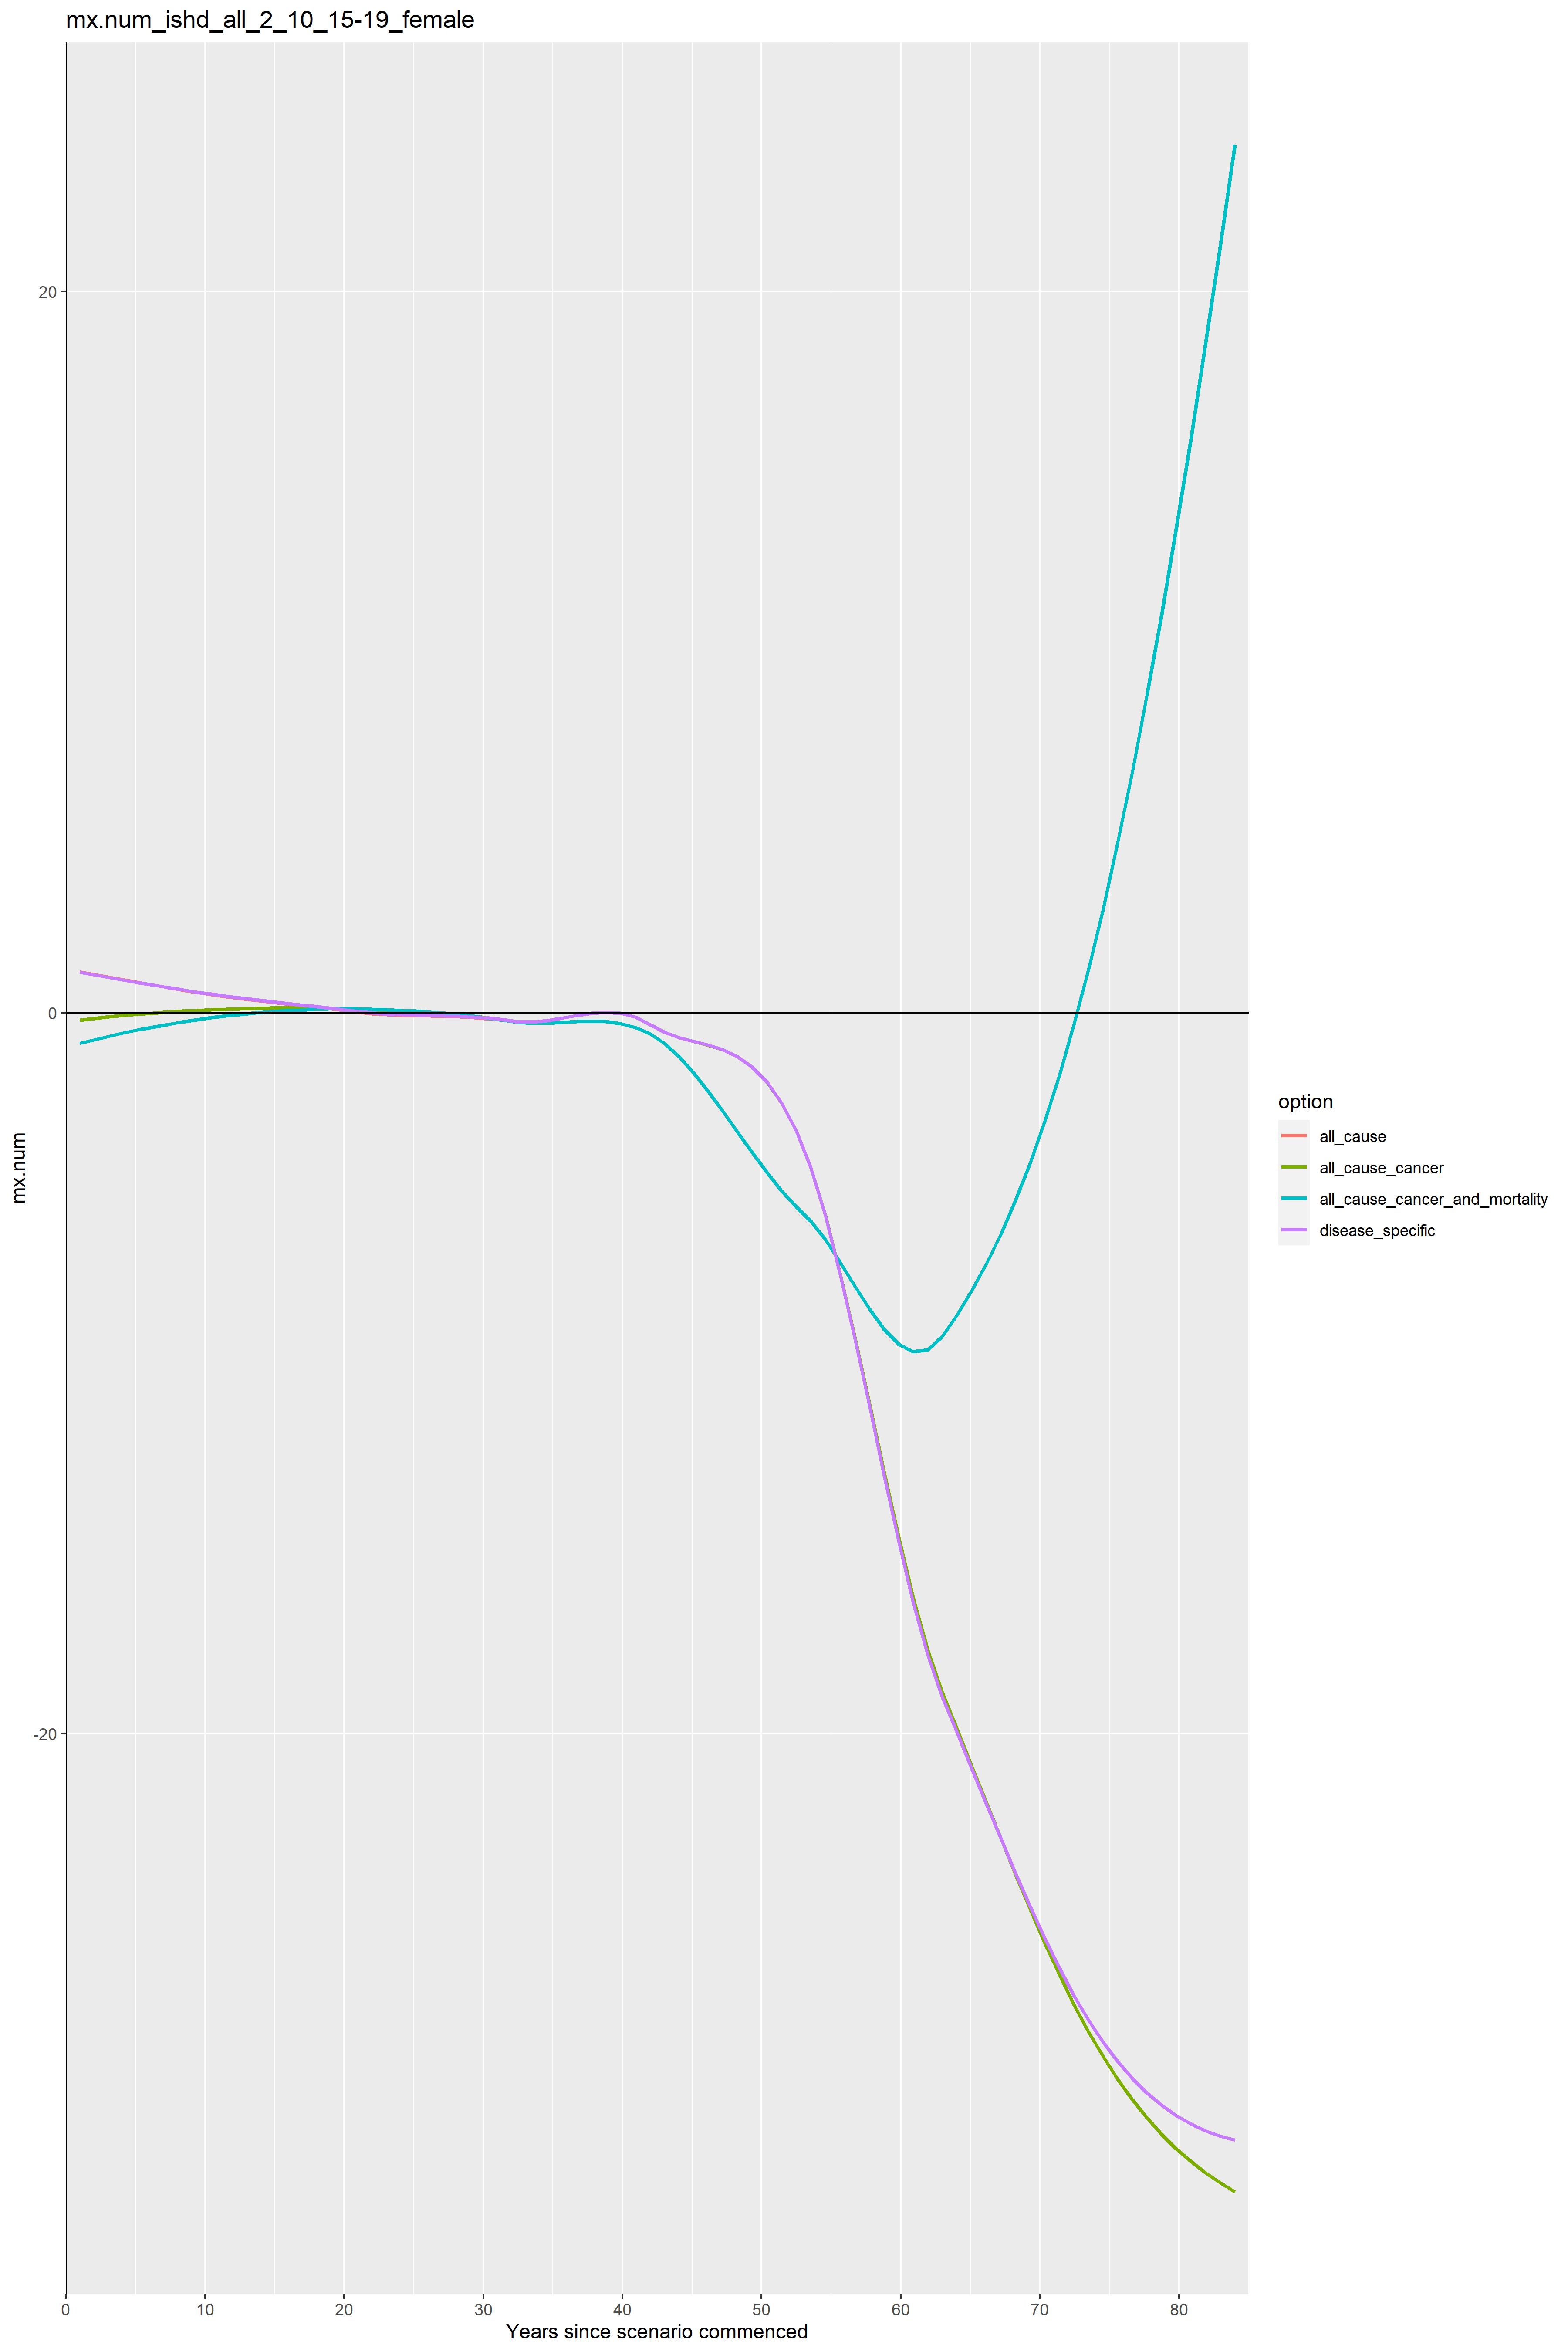 mx.num_ishd_all_2_10_15-19_female
20
0
-20
mx.num
0 10 20 30 40 50 60 70 80
Years since scenario commenced
option
all_cause
all_cause_cancer
all_cause_cancer_and_mortality
disease_specific